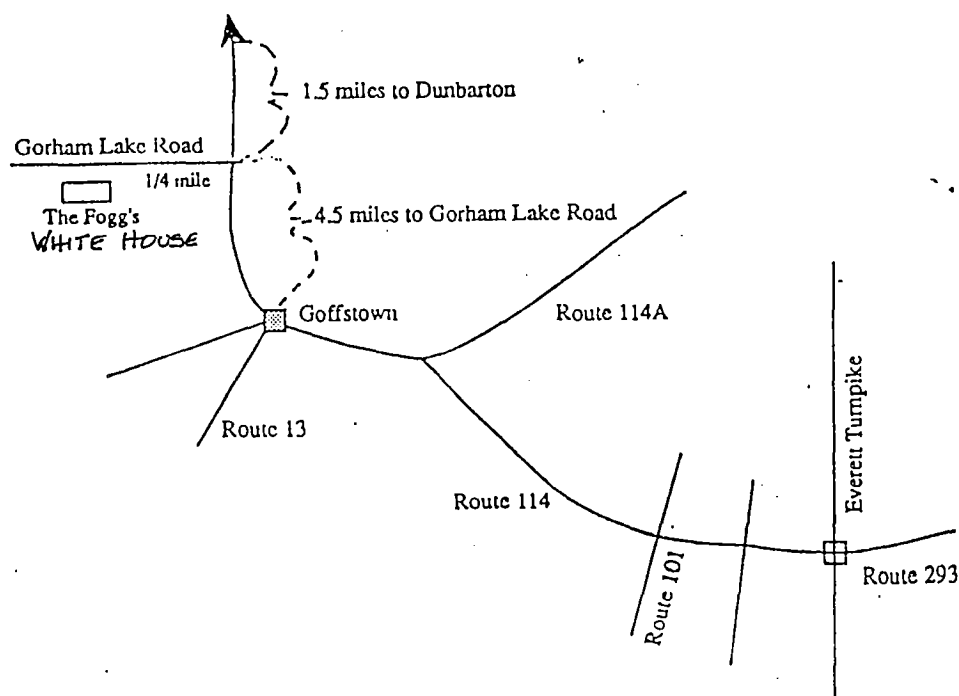 1.5 miles to Dunbarton
Gorham Lake Road
1/4 mile
The Fogg's
WHITE HOUSE
4.5 miles to Gorham Lake Road
Goffstown
Route 114A
Route 13
Everett Turnpike
Route 114
Route 101
Route 293